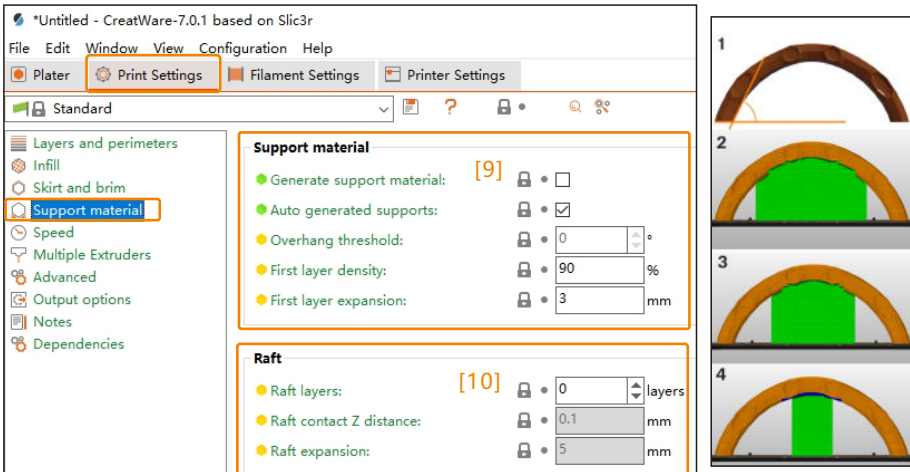 *Untitled - CreatWare-7.0.1 based on Slic3r
File Edit Window View Configuration Help
Plater Print Settings Filament Settings Printer Settings
Standard
?
Layers and perimeters
Infill
Skirt and brim
Support material
Speed
Multiple Extruders
Advanced
Output options
Notes
Dependencies
Support material
[9]
Generate support material:
Auto generated supports:
Overhang threshold: 0 °
First layer density: 90 %
First layer expansion: 3 mm
Raft
[10]
Raft layers: 0 layers
Raft contact Z distance: 0.1 mm
Raft expansion: 5 mm
1
2
3
4